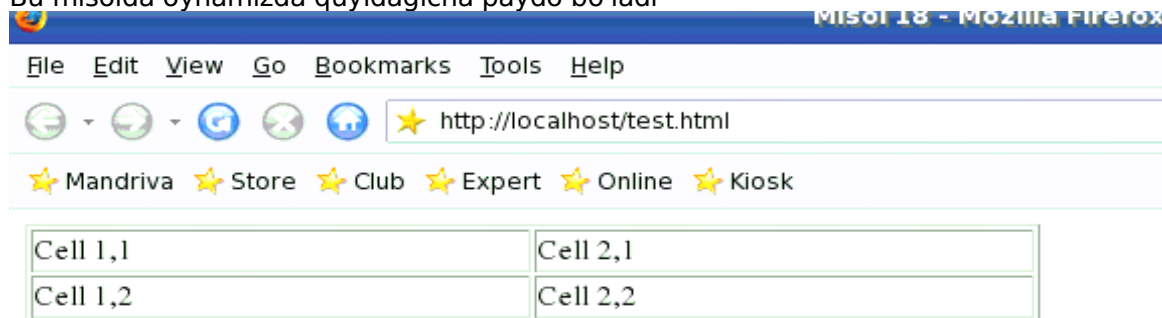 Bu misolda oynamizda quyidagicha paydo bo'ladi
Misol 18 - Mozilla Firefox
File Edit View Go Bookmarks Tools Help
http://localhost/test.html
Mandriva Store Club Expert Online Kiosk
Cell 1,1 Cell 2,1
Cell 1,2 Cell 2,2